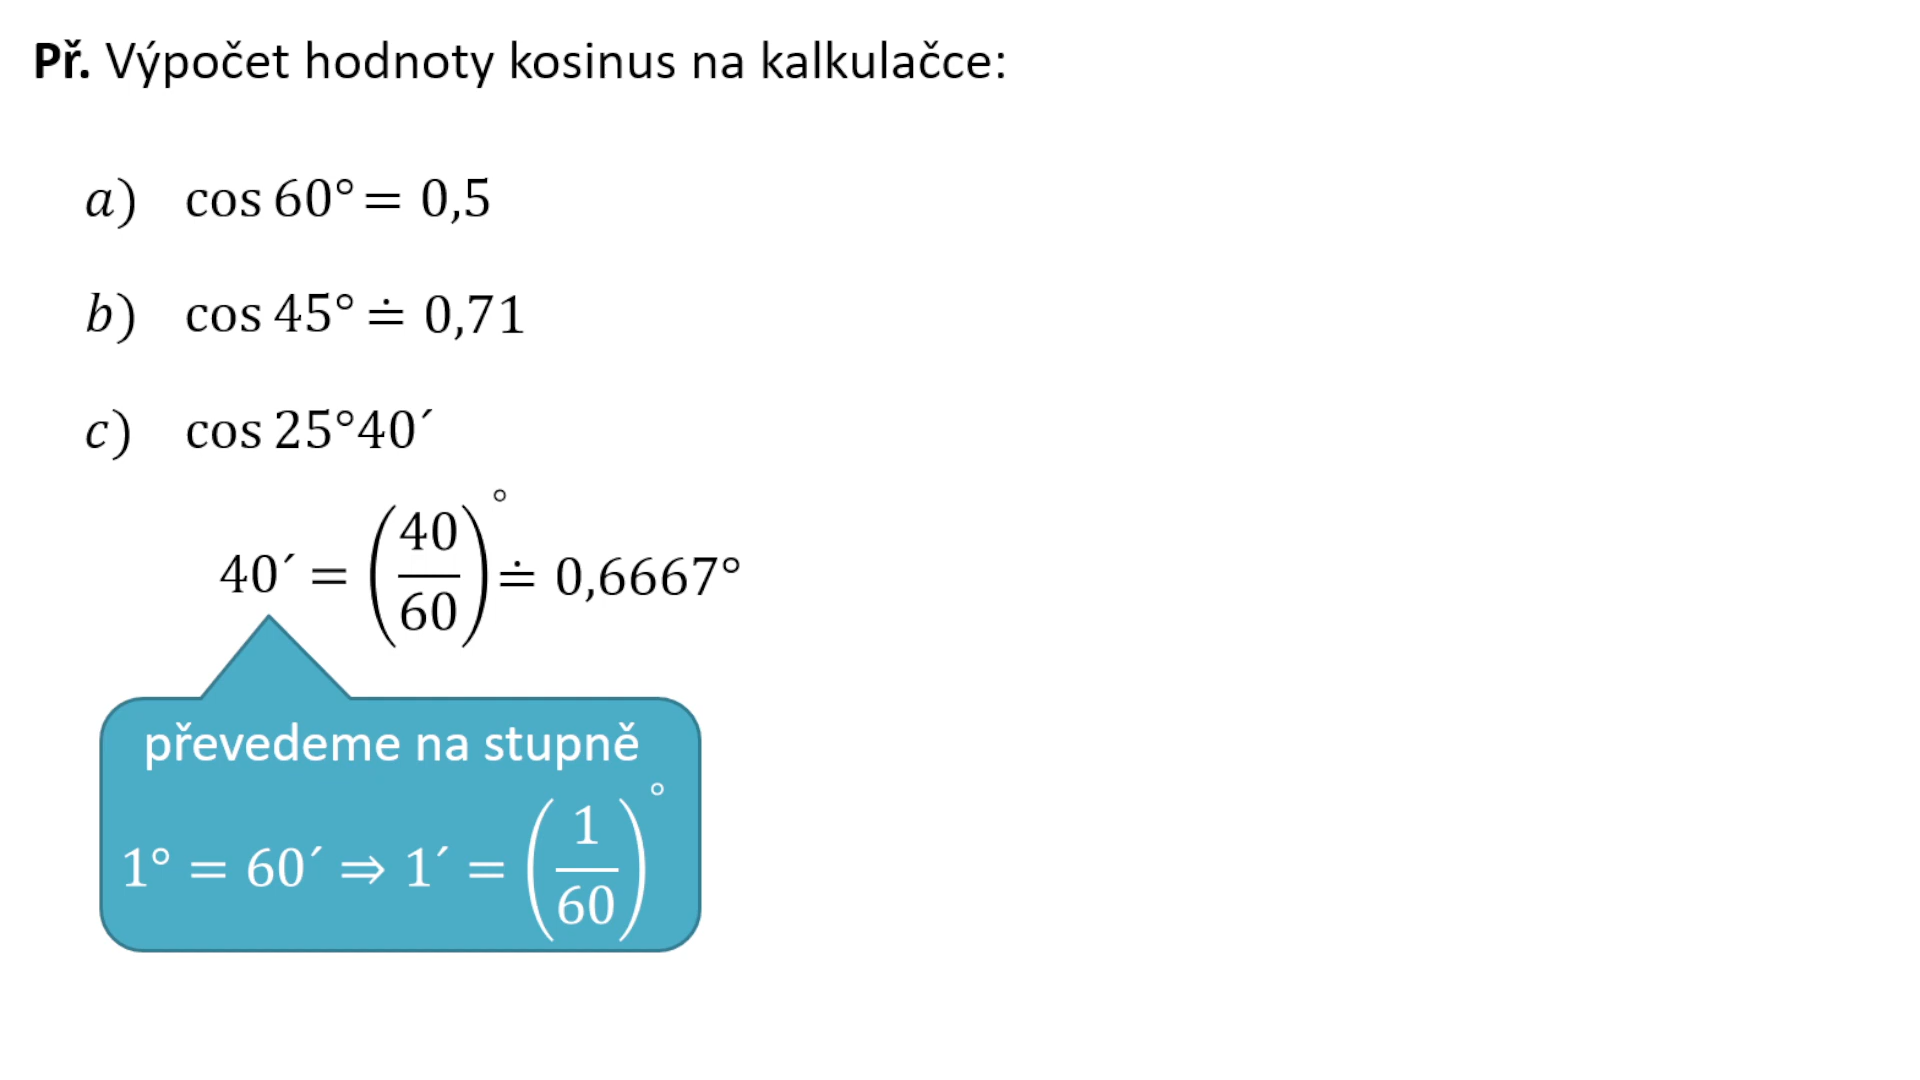 Př. Výpočet hodnoty kosinus na kalkulačce:
a) cos 60° = 0,5
b) cos 45° ≐ 0,71
c) cos 25°40´
40´ = (40/60)° ≐ 0,6667°
převedeme na stupně
1° = 60´ ⇒ 1´ = (1/60)°